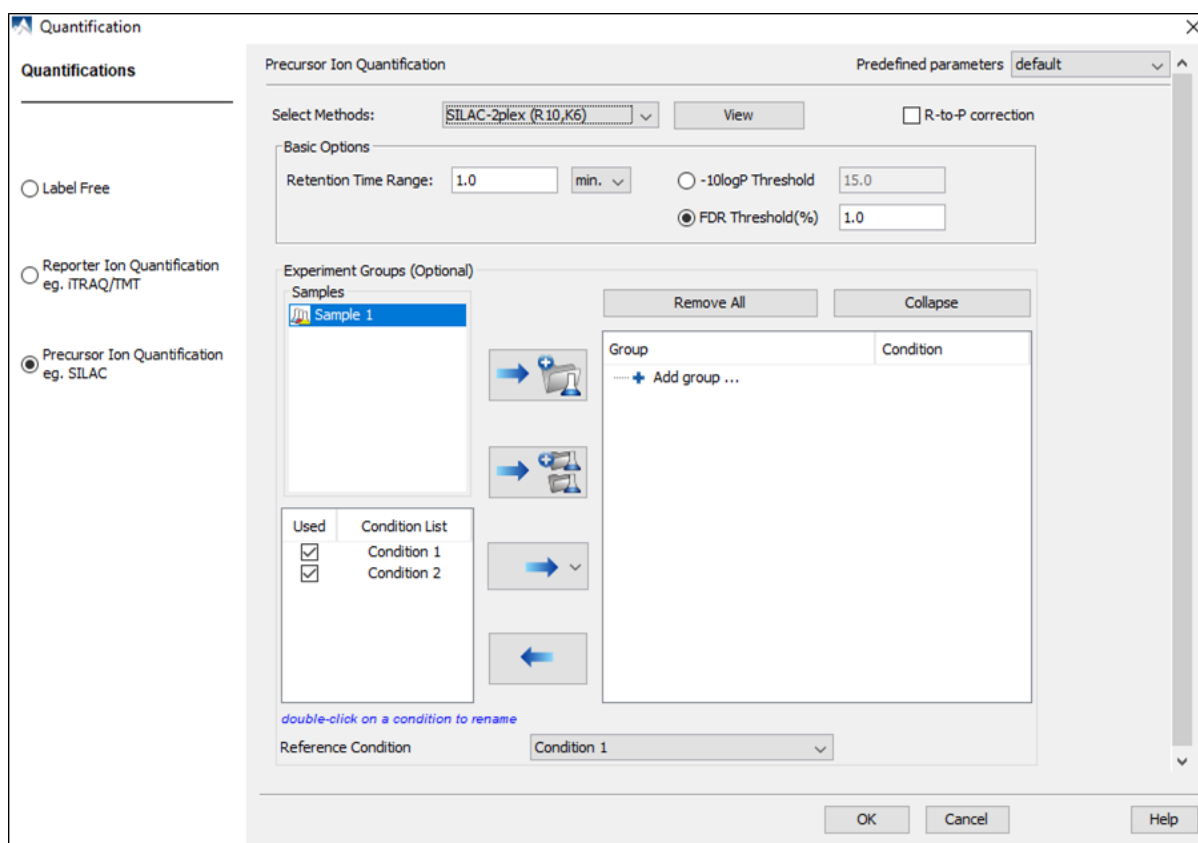 Quantification
Quantifications
Label Free
Reporter Ion Quantification
eg. iTRAQ/TMT
Precursor Ion Quantification
eg. SILAC
Precursor Ion Quantification
Predefined parameters default
Select Methods: SILAC-2plex (R10,K6) View R-to-P correction
Basic Options
Retention Time Range: 1.0 min. -10logP Threshold 15.0
FDR Threshold(%) 1.0
Experiment Groups (Optional)
Samples
Sample 1
Remove All Collapse
Group Condition
Add group ...
Used Condition List
Condition 1
Condition 2
double-click on a condition to rename
Reference Condition Condition 1
OK Cancel Help